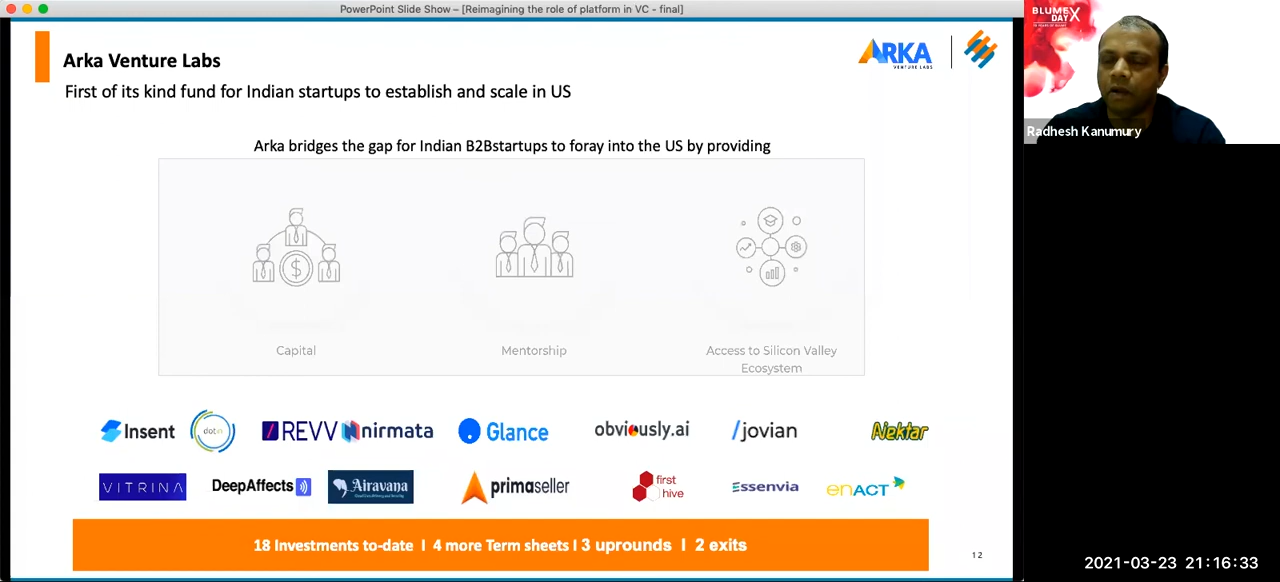 PowerPoint Slide Show – [Reimagining the role of platform in VC - final]
Arka Venture Labs
First of its kind fund for Indian startups to establish and scale in US
ARKA
VENTURE LABS
Arka bridges the gap for Indian B2Bstartups to foray into the US by providing
Capital
Mentorship
Access to Silicon Valley
Ecosystem
Insent
REVV
nirmata
Glance
obviously.ai
jovian
Nektar
VITRINA
DeepAffects
Airavana
primaseller
first
hive
Essenvia
enACT
18 Investments to-date I 4 more Term sheets I 3 uprounds I 2 exits
12
BLUME
DAY X
Radhesh Kanumury
2021-03-23 21:16:33